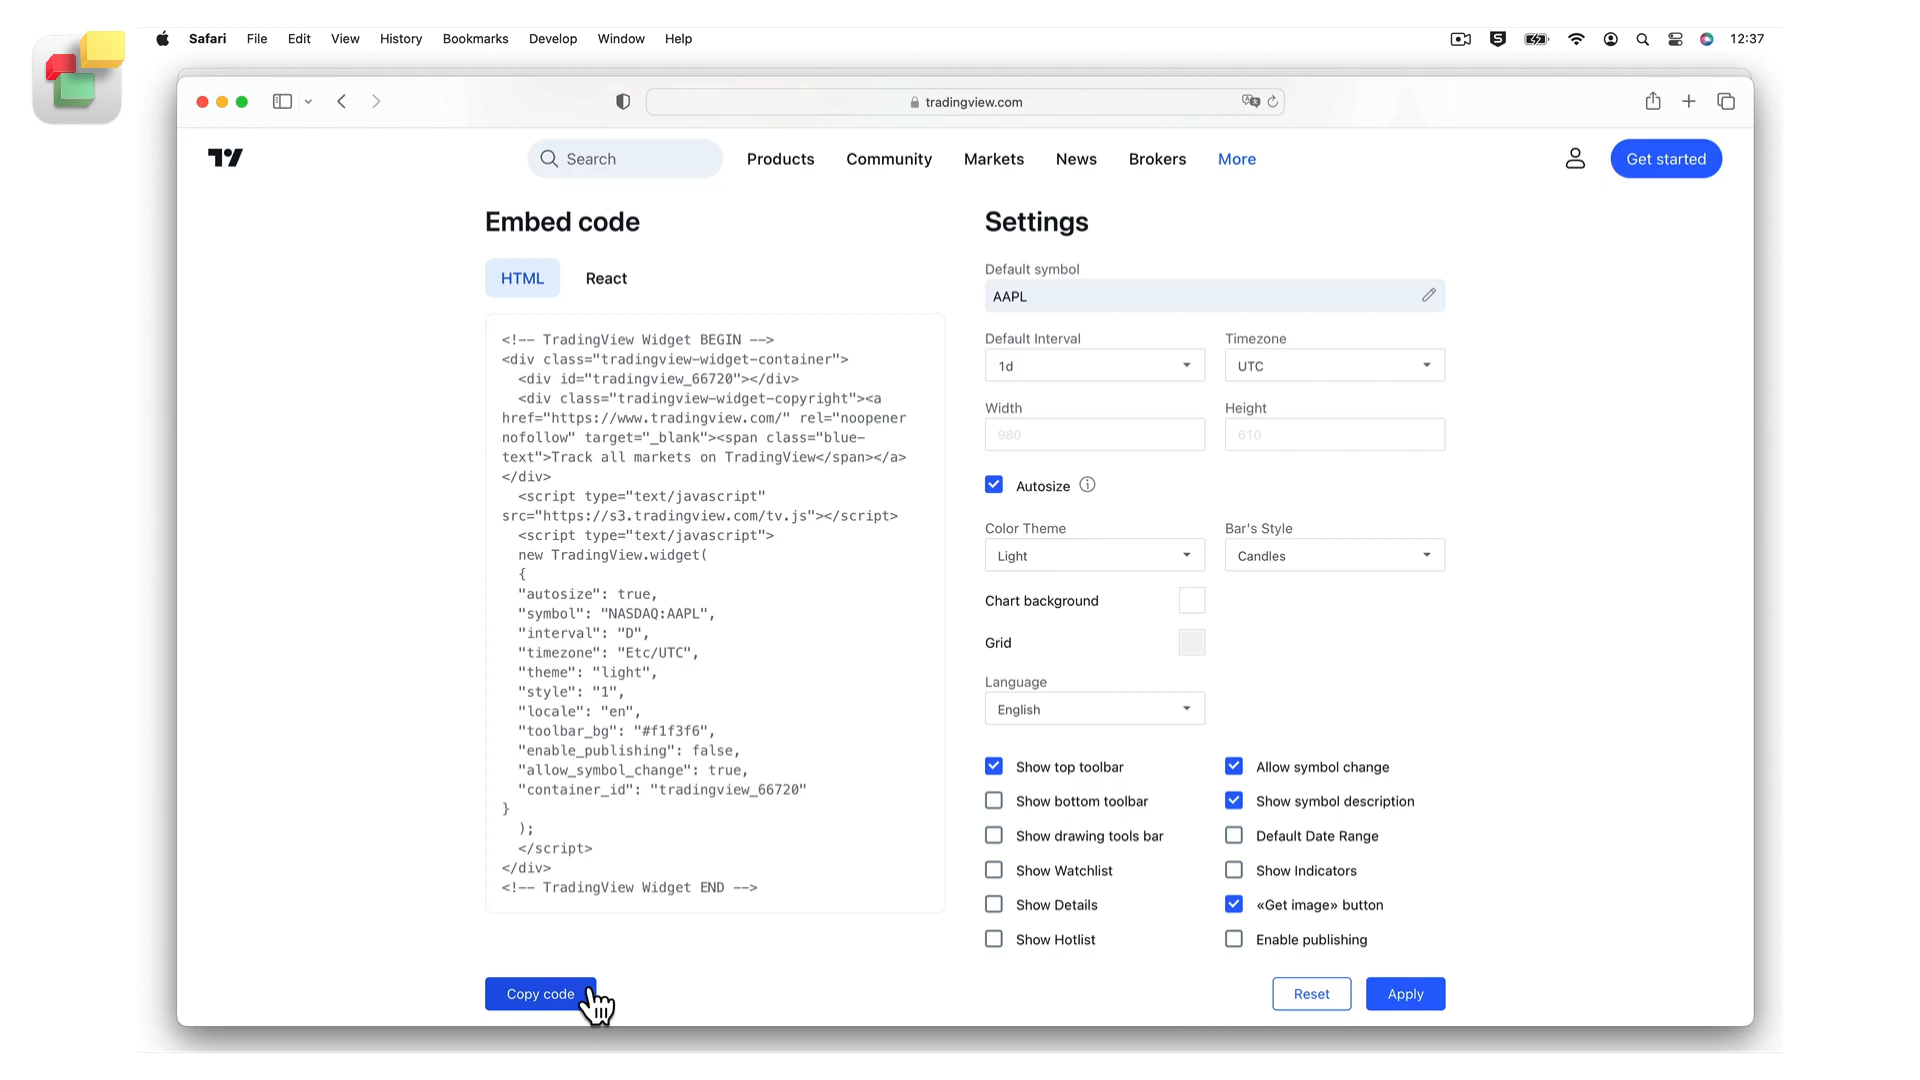 Safari File Edit View History Bookmarks Develop Window Help 12:37
tradingview.com
Search Products Community Markets News Brokers More Get started
Embed code
HTML React
<!-- TradingView Widget BEGIN -->
<div class="tradingview-widget-container">
<div id="tradingview_66720"></div>
<div class="tradingview-widget-copyright"><a
href="https://www.tradingview.com/" rel="noopener
nofollow" target="_blank"><span class="blue-
text">Track all markets on TradingView</span></a>
</div>
<script type="text/javascript"
src="https://s3.tradingview.com/tv.js"></script>
<script type="text/javascript">
new TradingView.widget(
{
"autosize": true,
"symbol": "NASDAQ:AAPL",
"interval": "D",
"timezone": "Etc/UTC",
"theme": "light",
"style": "1",
"locale": "en",
"toolbar_bg": "#f1f3f6",
"enable_publishing": false,
"allow_symbol_change": true,
"container_id": "tradingview_66720"
}
);
</script>
</div>
<!-- TradingView Widget END -->
Copy code
Settings
Default symbol
AAPL
Default Interval Timezone
1d UTC
Width Height
980 610
Autosize
Color Theme Bar's Style
Light Candles
Chart background
Grid
Language
English
Show top toolbar Allow symbol change
Show bottom toolbar Show symbol description
Show drawing tools bar Default Date Range
Show Watchlist Show Indicators
Show Details «Get image» button
Show Hotlist Enable publishing
Reset Apply